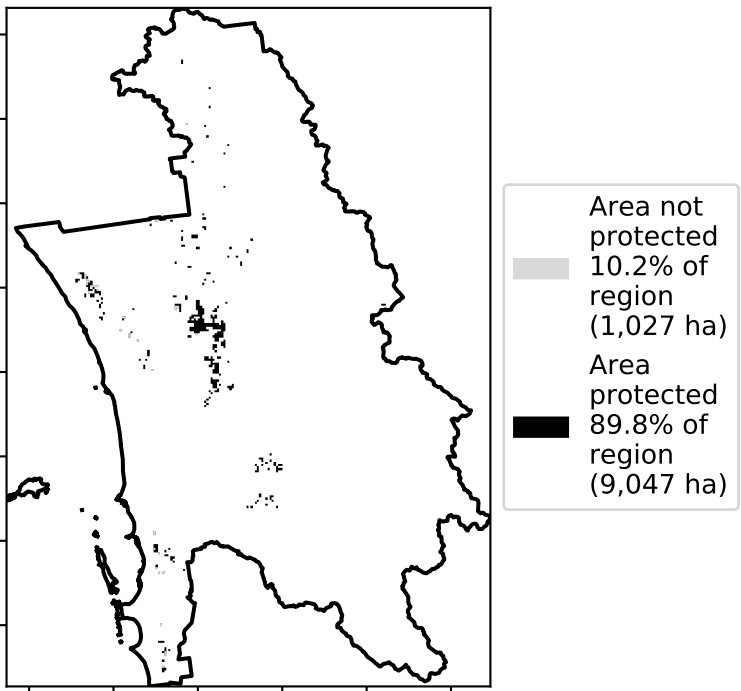 Area not
protected
10.2% of
region
(1,027 ha)
Area
protected
89.8% of
region
(9,047 ha)